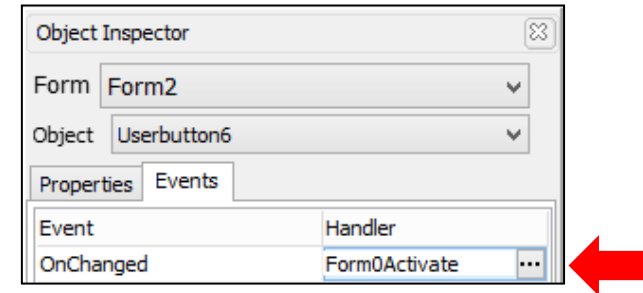 Object Inspector
Form Form2
Object Userbutton6
Properties Events
Event Handler
OnChanged Form0Activate ...